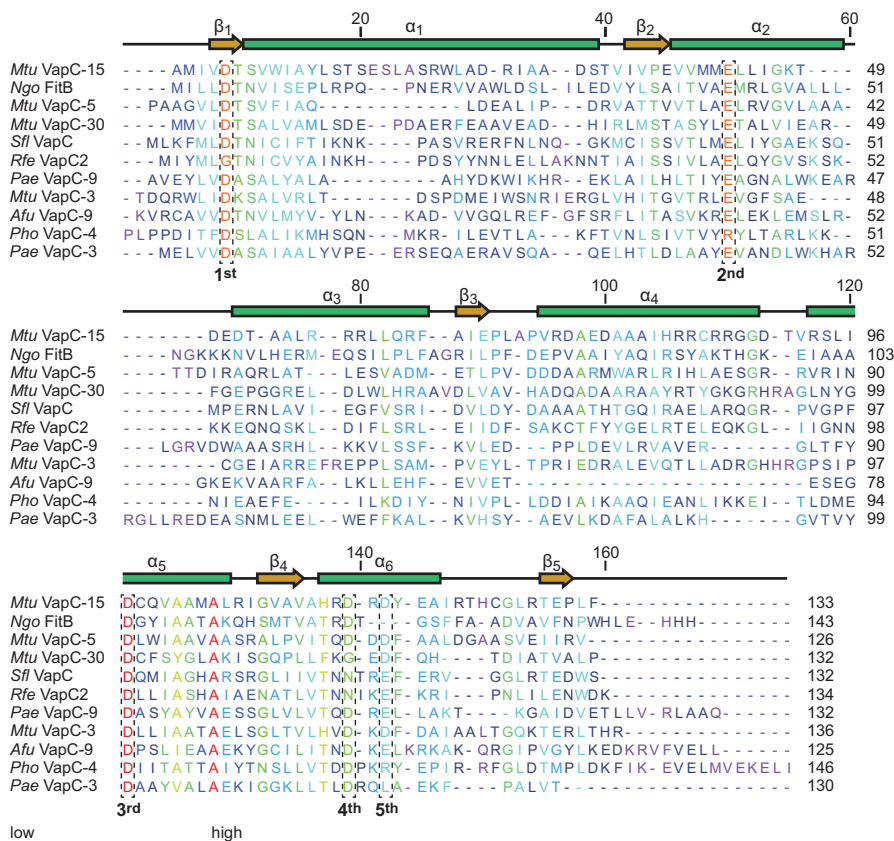 β1 20 α1 40 β2 α2 60
Mtu VapC-15 - - - - AMIVDTSVWIAYLSTSESLASRWLAD-RIAA- - DSTVIVPEVVMMELLIGKT- - - - 49
Ngo FitB - - - - MILLDTNVISEPLRPQ- - PNERVVAWLDSL- ILEDVYLSAITVAEMRLGVALLL 51
Mtu VapC-5 - - PAAGVLDTSVFIAQ- - - - - - - LDEALIP- - DRVATTVVTLAELRVGVLAAA 42
Mtu VapC-30 - - - - MMVIDTSALVAMLSDE- - PDAERFEAAVEAD- - HIRLMSTASYLETALVIEAR- 49
Sfl VapC - - MLKFMLDTNICIFTIKNK- - - PASVRERFNLNQ- GKMCISSVTLMELIYGAEKSQ- 51
Rfe VapC2 - - - MIYMLGTNICVYAINKH- - PDSYYNNLELLAKNNTIAISSIVLAELQYGVSKSK- 52
Pae VapC-9 - - AVEYLVDASALYALA- - - - - AHYDKWIKHR- EKLAILHLTIYEAGNALWKEAR 47
Mtu VapC-3 - TDQRWLIDKSALVRLT- - - - DSPDMEIWSNRIERGLVHITGVTRLEVGFSAE- - 48
Afu VapC-9 - KVRCAVVDTNVLMYV- YLN- - KAD- VVGQLREF- GFSRFLITASVKRELEKLEMSLR- 52
Pho VapC-4 PLPPDITFDSLALIKMHSQN- - - MKR- ILEVTLA- KFTVNLSIVTVYRYLTARLKK- 51
Pae VapC-3 - - - MELVVDASAIAALYVPE- ERSEQAERAVSQA- - QELHTLDLAAYEVANDLWKHAR 52
1st 2nd
α3 80 β3 100 α4 120
Mtu VapC-15 - - - - - DEDT- AALR- - RRLLQRF- - AIEPLAPVRDAEDAAAIHRRCRRGGD- TVRSLI 96
Ngo FitB - - - NGKKKNVLHERM- EQSILPLFAGRILPF- DEPVAAIYAQIRSYAKTHGK- - EIAAA 103
Mtu VapC-5 - - - TTDIRAQRLAT- - LESVADM- - ETLPV- DDDAARMWARLRIHLAESGR- - RVRIN 90
Mtu VapC-30 - - - - - FGEPGGREL- - DLWLHRAAVDLVAV- HADQADAARAAYRTYGKGRHRAGLNYG 99
Sfl VapC - - - - - MPERNLAVI- - EGFVSRI- - DVLDY- DAAAATHTGQIRAELARQGR- - PVGPF 97
Rfe VapC2 - - - - - KKEQNQSKL- - DIFLSRL- - EIIDF- DSAKCTFYYGELRTELEQKGL- - IIGNN 98
Pae VapC-9 - - LGRVDWAAASRHL- - KKVLSSF- - KVLED- - PPLDEVLRVAVER- - - - - GLTFY 90
Mtu VapC-3 - - - - - CGEIARREFREPPLSAM- - PVEYL- TPRIEDRALEVQTLLADRGHHRGPSIP 97
Afu VapC-9 - - - - GKEKVAARFA- - LKLLEHF- - EVVET- - - - - - - - - - - - - - - - - - - ESEG 78
Pho VapC-4 - - - - - NIEAEFE- - - ILKDIY- - NIVPL- LDDIAIKAAQIEANLIKKEI- - TLDME 94
Pae VapC-3 RGLLREDEASNMLEEL- - WEFFKAL- - KVHSY- - AEVLKDAFALALKH- - - - - GVTVY 99
α5 β4 140 α6 β5 160
Mtu VapC-15 DCQVAAMALRIGVAVAHRD- RDY- EAIRTHCGLRTEPLF- - - - - - - - - - - - - - - 133
Ngo FitB DGYIAATAKQHSMTVATRDT- - - GSFFA- ADVAVFNPWHLE- HHH- - - - - - - - 143
Mtu VapC-5 DLWIAAVAASRALPVITQD- DDFAALDGAASVEIIRV- - - - - - - - - - - - - - - 126
Mtu VapC-30 DCFSYGLAKISGQPLLFKG- EDFQH- - - TDIATVALP- - - - - - - - - - - - - - - 132
Sfl VapC DQMIAGHARSRGLIIVTNNTREF- ERV- - GGLRTEDWS- - - - - - - - - - - - - - - 132
Rfe VapC2 DLLIASHAIAENATLVTNNIKEF- KRI- - PNLILENWDK- - - - - - - - - - - - - - 134
Pae VapC-9 DASYAYVAESSGLVLVTQD- REL- LAKT- - - KGAIDVETLLV- RLAAQ- - - - - 132
Mtu VapC-3 DLLIAATAELSGLTVLHVD- KDFDAIAALTGQKTERLTHR- - - - - - - - - - - - - 136
Afu VapC-9 DPSLIEAAEKYGCILITND- KELKRKAK- QRGIPVGYLKEDKRVFVELL- - - - - - 125
Pho VapC-4 DIITATTAIYTNSLLVTDDPKRY- EPIR- RFGLDTMPLDKFIK- EVELMVEKELI 146
Pae VapC-3 DAAYVALAEKIGGKLLTLDRQLA- EKF- - - - PALVT- - - - - - - - - - - - - - - - 130
3rd 4th 5th
low high